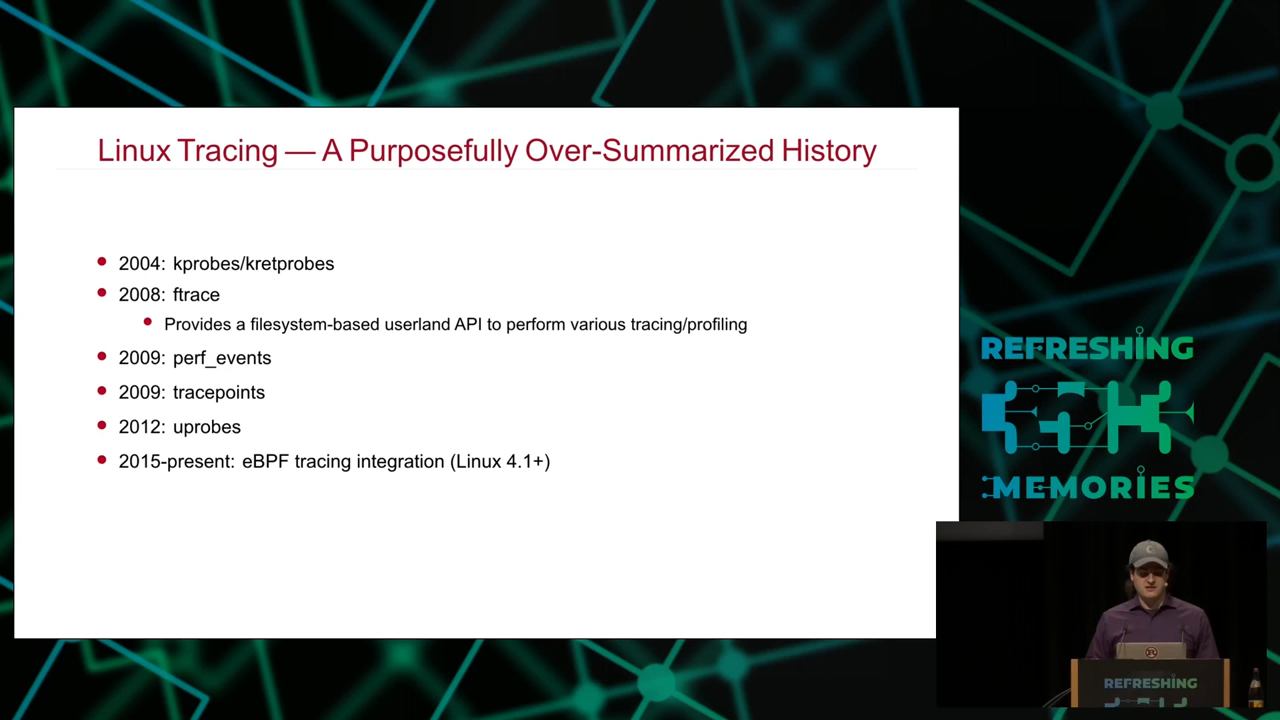 Linux Tracing — A Purposefully Over-Summarized History
2004: kprobes/kretprobes
2008: ftrace
Provides a filesystem-based userland API to perform various tracing/profiling
2009: perf_events
2009: tracepoints
2012: uprobes
2015-present: eBPF tracing integration (Linux 4.1+)
REFRESHING
MEMORIES
REFRESHING